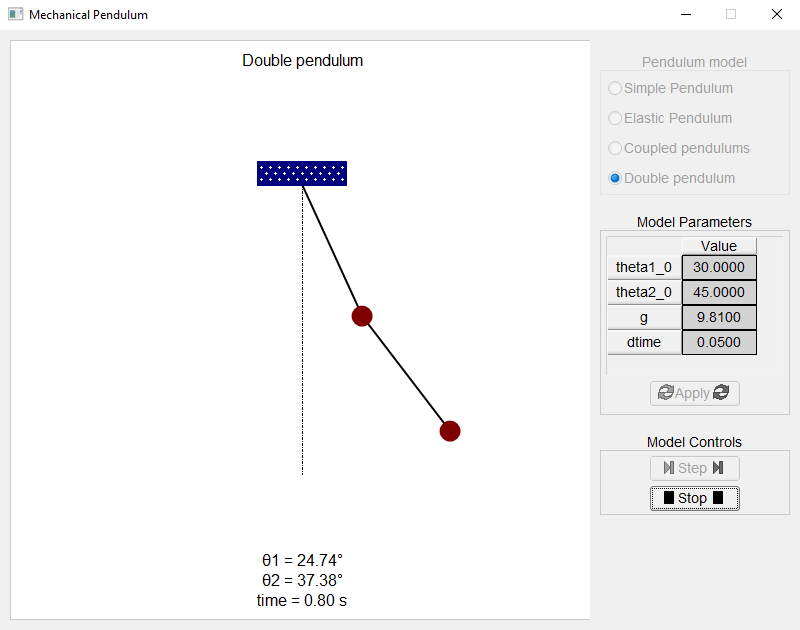 Mechanical Pendulum
Double pendulum
θ1 = 24.74°
θ2 = 37.38°
time = 0.80 s
Pendulum model
Simple Pendulum
Elastic Pendulum
Coupled pendulums
Double pendulum
Model Parameters
Value
theta1_0 30.0000
theta2_0 45.0000
g 9.8100
dtime 0.0500
Apply
Model Controls
Step
Stop